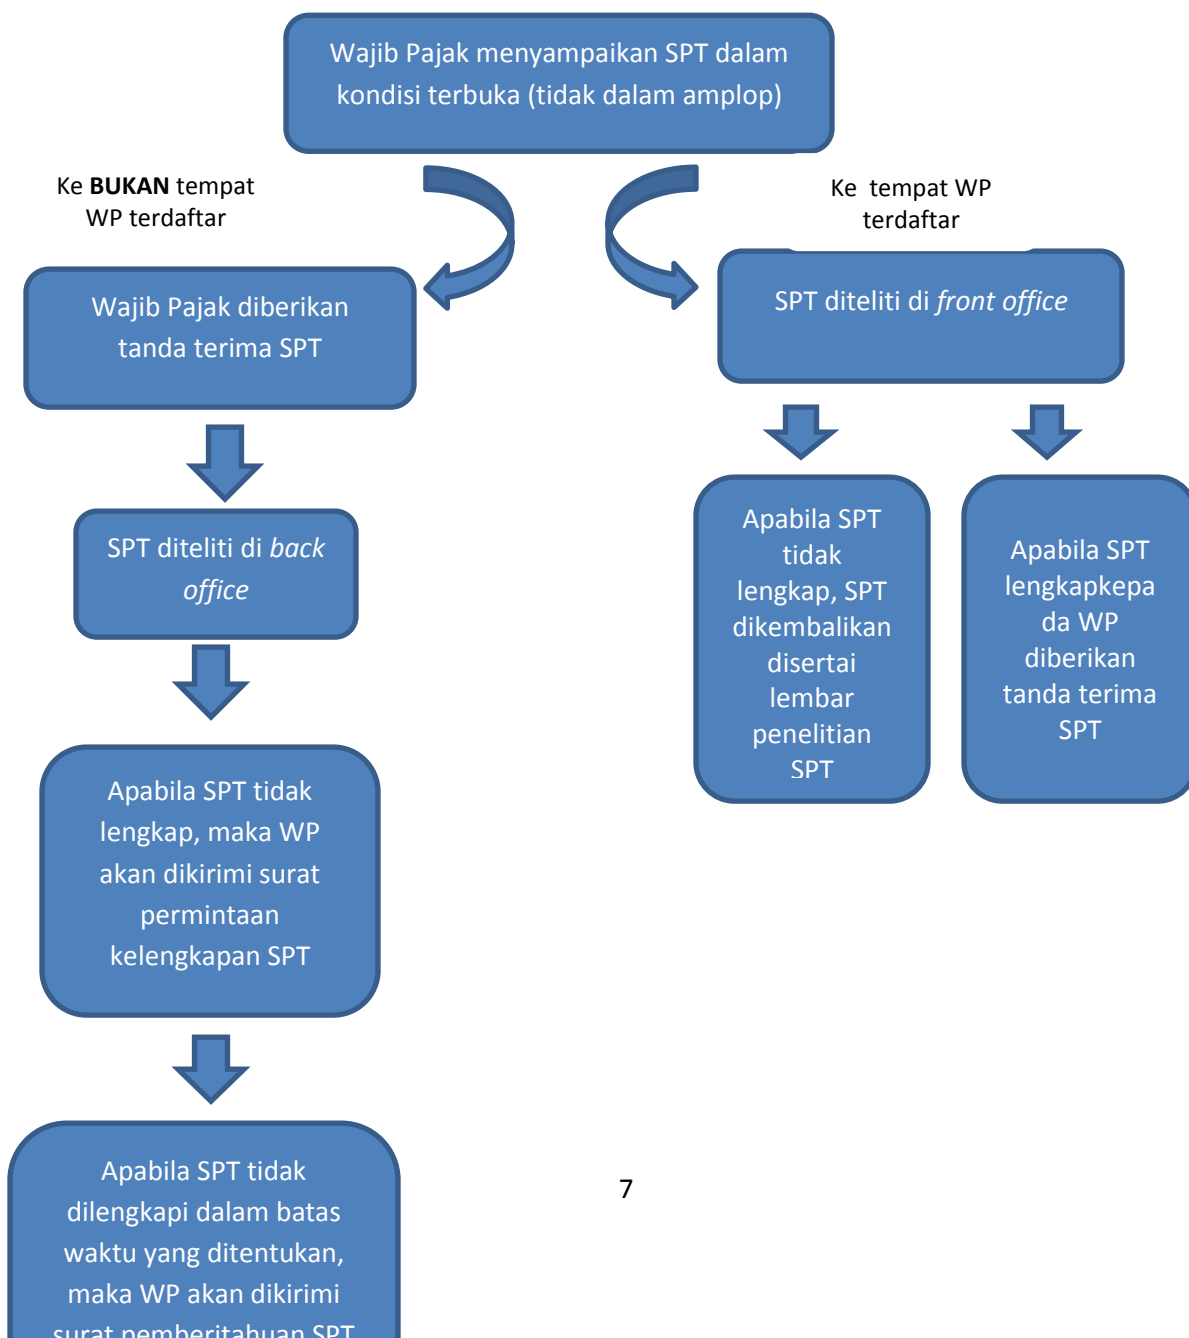 Wajib Pajak menyampaikan SPT dalam
kondisi terbuka (tidak dalam amplop)
Ke BUKAN tempat
WP terdaftar
Ke tempat WP
terdaftar
Wajib Pajak diberikan
tanda terima SPT
SPT diteliti di front office
SPT diteliti di back
office
Apabila SPT
tidak
lengkap, SPT
dikembalikan
disertai
lembar
penelitian
SPT
Apabila SPT
lengkapkepa
da WP
diberikan
tanda terima
SPT
Apabila SPT tidak
lengkap, maka WP
akan dikirimi surat
permintaan
kelengkapan SPT
Apabila SPT tidak
dilengkapi dalam batas
waktu yang ditentukan,
maka WP akan dikirimi
surat pemberitahuan SPT
7